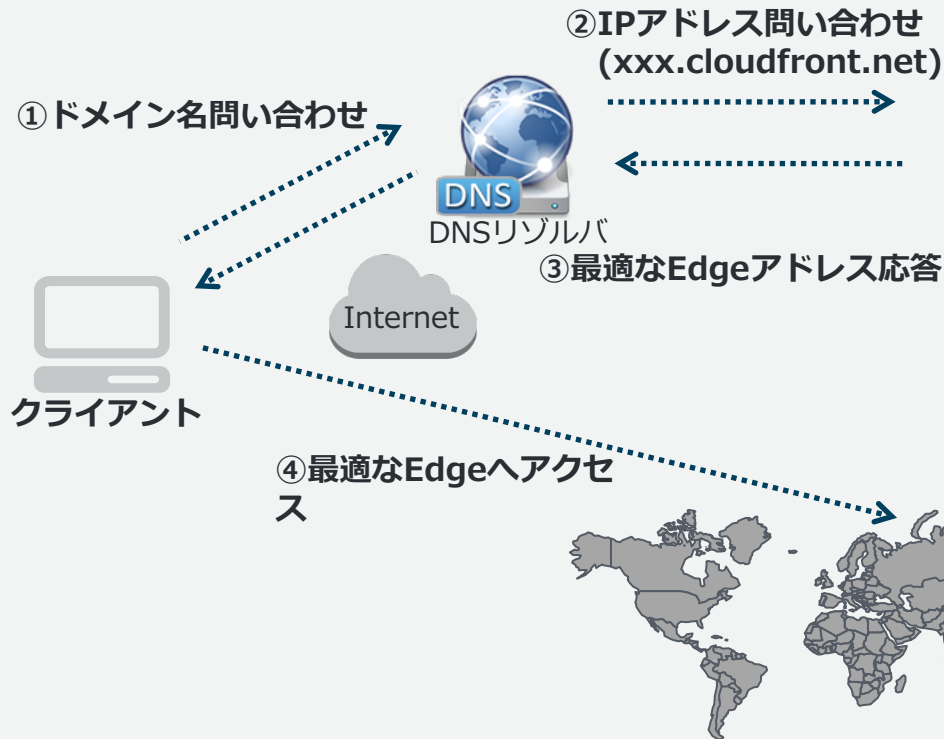 ②IPアドレス問い合わせ
(xxx.cloudfront.net)
①ドメイン名問い合わせ
DNS
DNSリゾルバ
③最適なEdgeアドレス応答
Internet
クライアント
④最適なEdgeへアクセ
ス